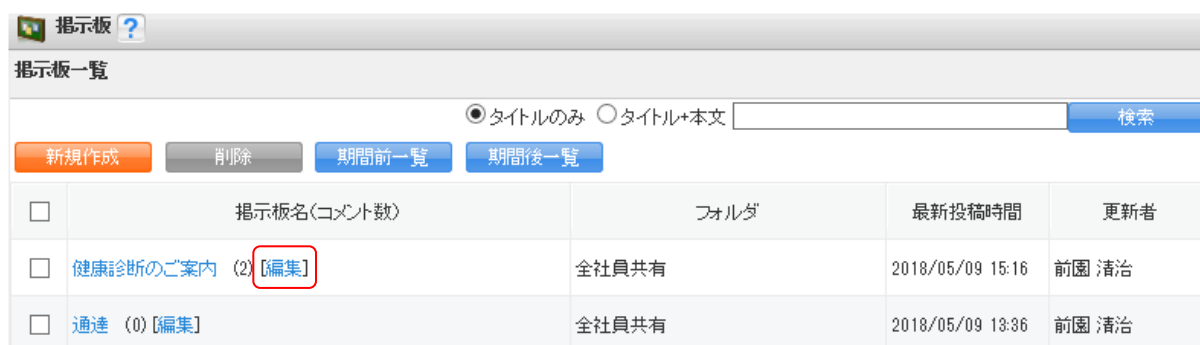 掲示板 ?
掲示板一覧
タイトルのみ タイトル+本文 検索
新規作成 削除 期間前一覧 期間後一覧
掲示板名(コメント数) フォルダ 最新投稿時間 更新者
健康診断のご案内 (2) [編集] 全社員共有 2018/05/09 15:16 前園 清治
通達 (0) [編集] 全社員共有 2018/05/09 13:36 前園 清治